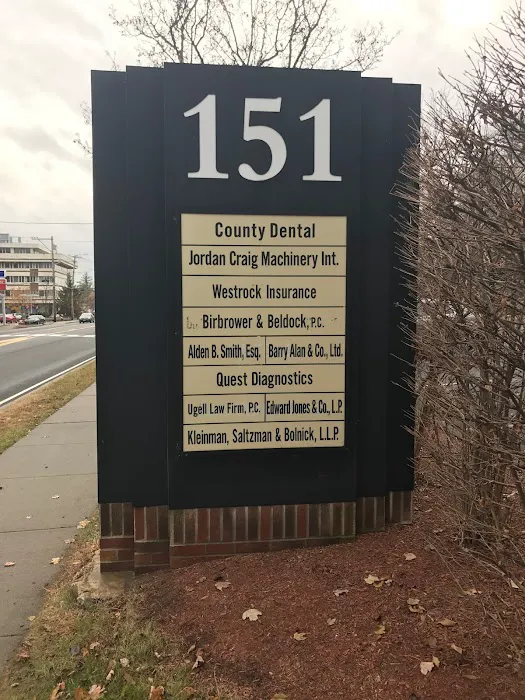 151
County Dental
Jordan Craig Machinery Int.
Westrock Insurance
Birbrower & Beldock, P.C.
Alden B. Smith, Esq. Barry Alan & Co., Ltd.
Quest Diagnostics
Ugell Law Firm, P.C. Edward Jones & Co., L.P.
Kleinman, Saltzman & Bolnick, L.L.P.